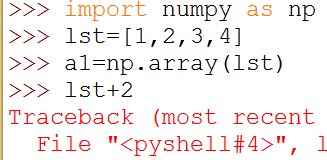 >>> import numpy as np
>>> lst=[1,2,3,4]
>>> a1=np.array(lst)
>>> lst+2
Traceback (most recent
  File "<pyshell#4>", l